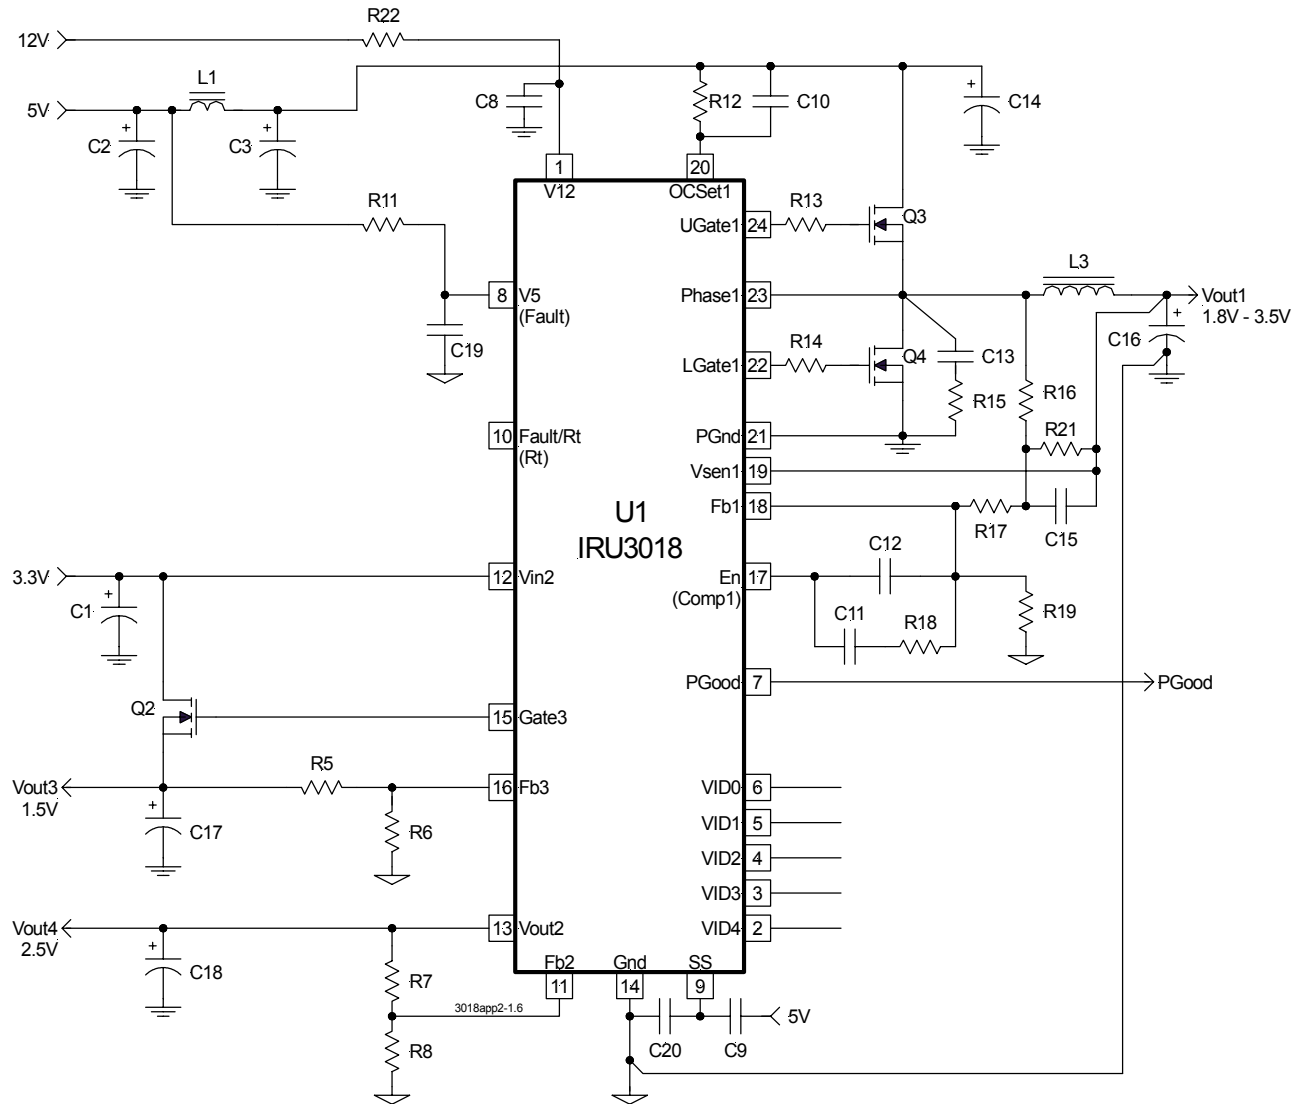 R22
12V
L1
5V
C2
C3
C8
R12
C10
C14
1
V12
20
OCSet1
R11
UGate1 24
R13
Q3
8 V5
(Fault)
Phase1 23
L3
Vout1
1.8V - 3.5V
C16
C19
LGate1 22
R14
Q4
C13
R15
R16
10 Fault/Rt
(Rt)
PGnd 21
R21
Vsen1 19
Fb1 18
R17
C15
U1
IRU3018
3.3V
12 Vin2
C1
En 17
(Comp1)
C12
C11
R18
R19
PGood 7
PGood
Q2
15 Gate3
Vout3
1.5V
R5
16 Fb3
C17
R6
VID0 6
VID1 5
VID2 4
VID3 3
VID4 2
Vout4
2.5V
13 Vout2
C18
R7
Fb2
11
Gnd
14
SS
9
3018app2-1.6
R8
C20
C9
5V